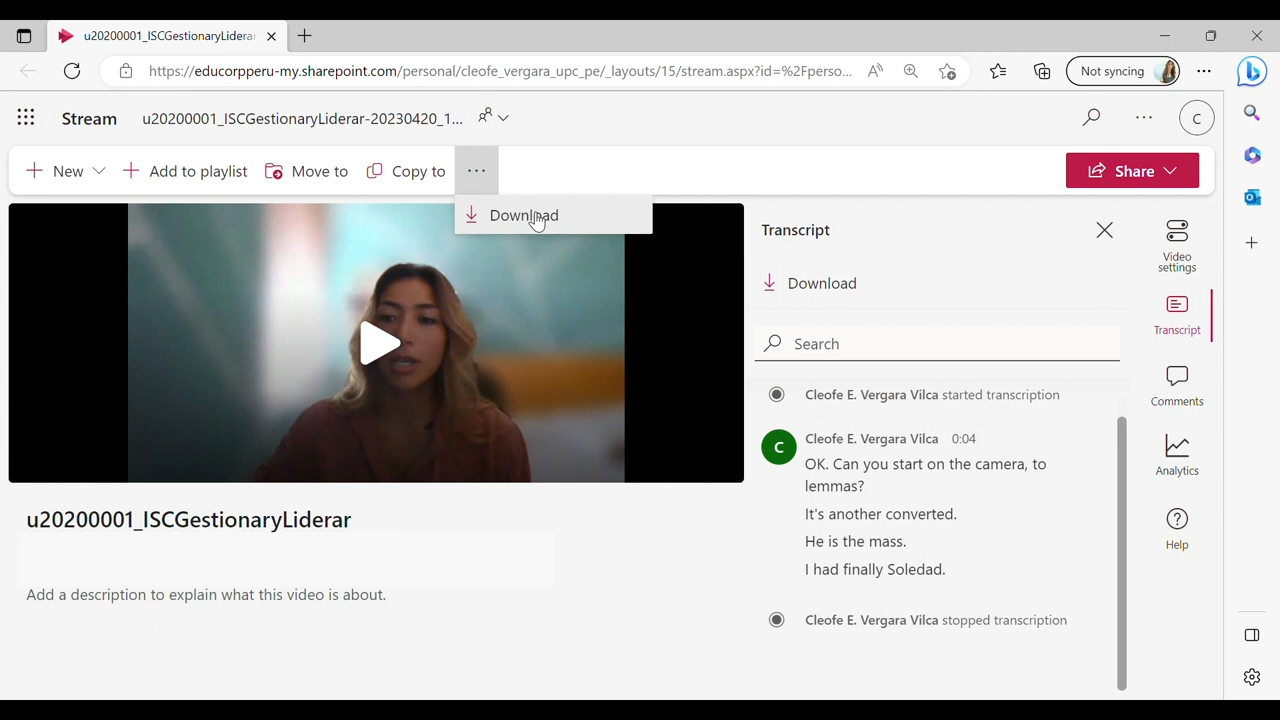 u20200001_ISCGestionaryLiderar
Not syncing
https://educorpperu-my.sharepoint.com/personal/cleofe_vergara_upc_pe/_layouts/15/stream.aspx?id=%2Fperso...
Stream u20200001_ISCGestionaryLiderar-20230420_1...
C
New
Add to playlist
Move to
Copy to
Share
Download
Transcript
Download
Search
Cleofe E. Vergara Vilca started transcription
C
Cleofe E. Vergara Vilca 0:04
OK. Can you start on the camera, to
lemmas?
It's another converted.
He is the mass.
I had finally Soledad.
Cleofe E. Vergara Vilca stopped transcription
Video
settings
Transcript
Comments
Analytics
Help
u20200001_ISCGestionaryLiderar
Add a description to explain what this video is about.